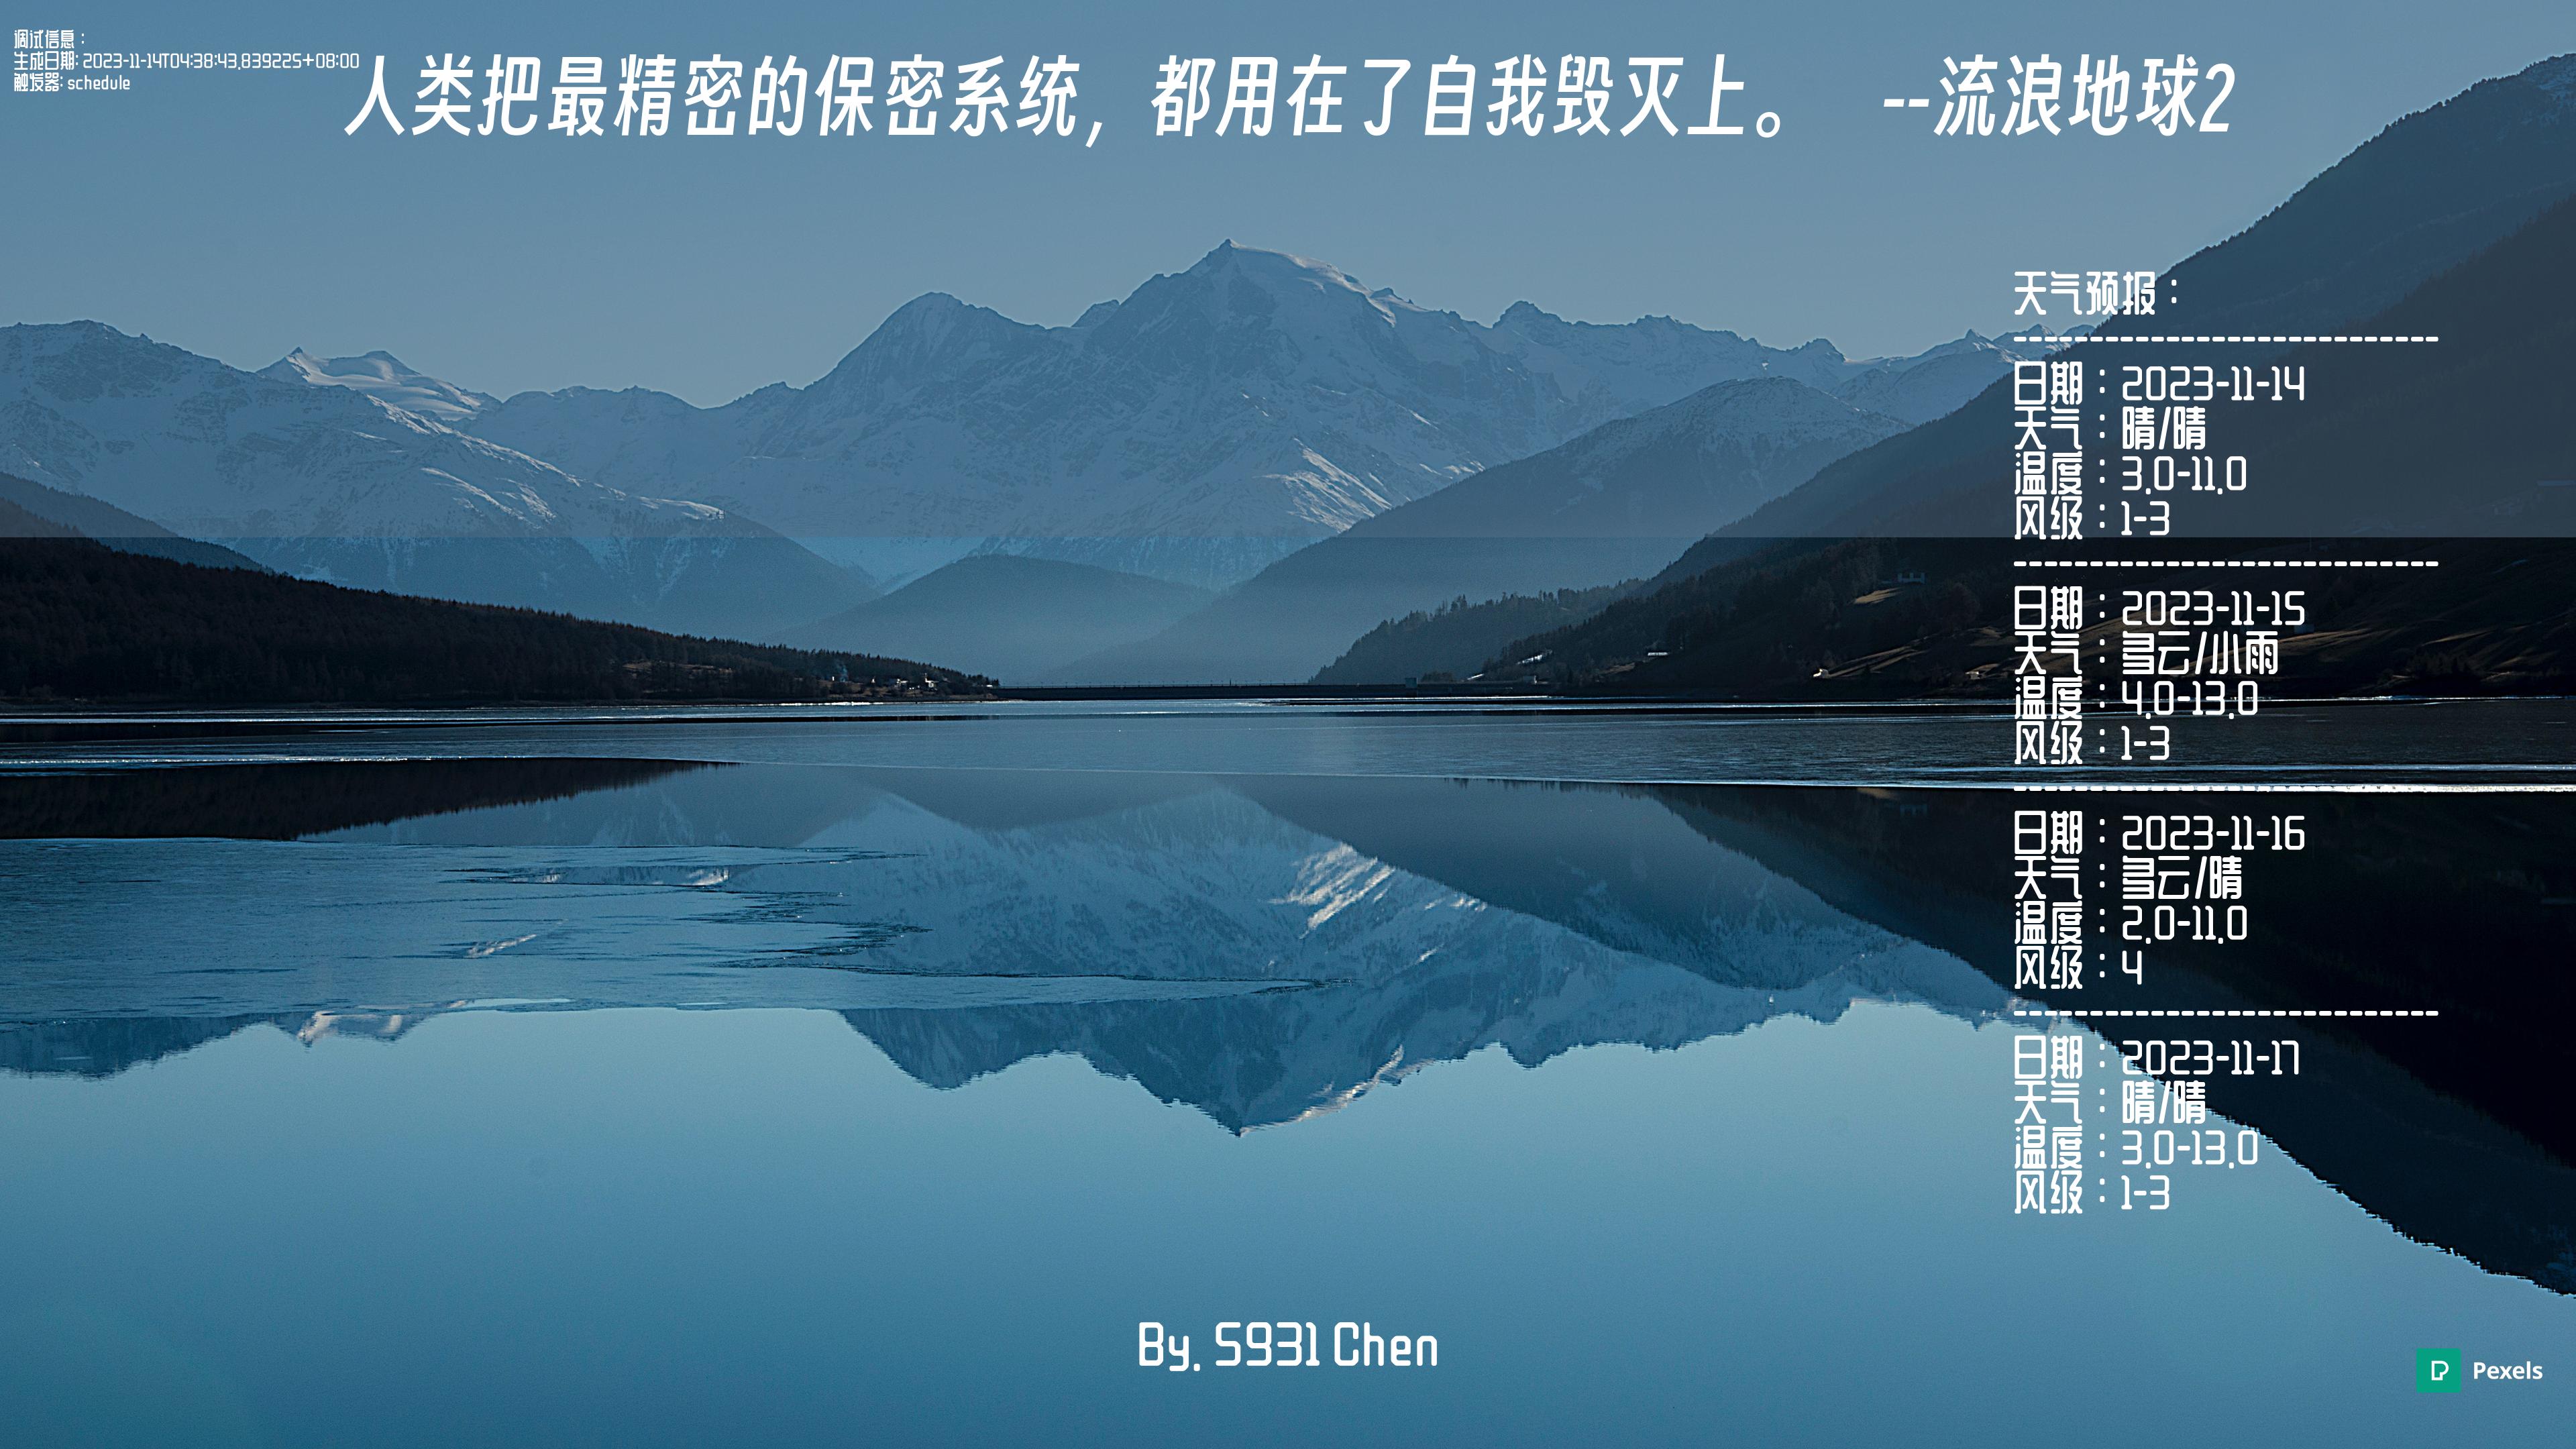 调试信息：
生成日期: 2023-11-14T04:38:43.839225+08:00
触发器: schedule
人类把最精密的保密系统，都用在了自我毁灭上。 --流浪地球2
天气预报：
----------------------------
日期：2023-11-14
天气：晴/晴
温度：3.0-11.0
风级：1-3
----------------------------
日期：2023-11-15
天气：多云/小雨
温度：4.0-13.0
风级：1-3
----------------------------
日期：2023-11-16
天气：多云/晴
温度：2.0-11.0
风级：4
----------------------------
日期：2023-11-17
天气：晴/晴
温度：3.0-13.0
风级：1-3
By. S931 Chen
Pexels